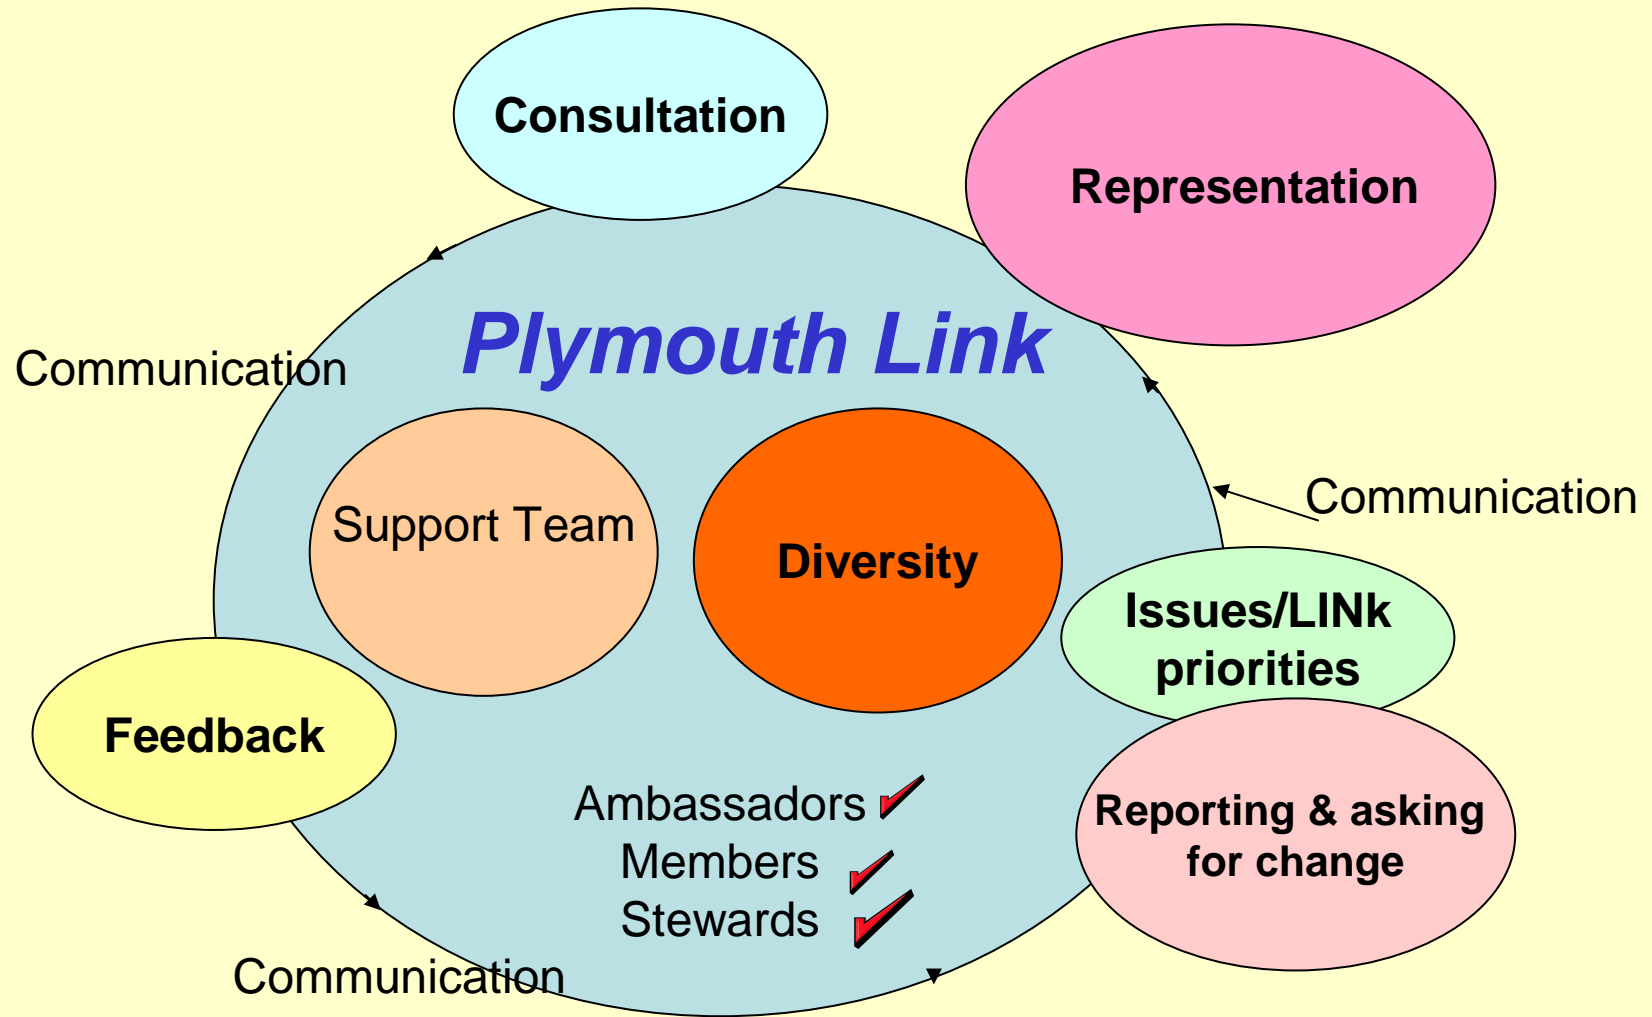 Consultation
Representation
Plymouth Link
Communication
Communication
Support Team
Diversity
Issues/LINk
priorities
Feedback
Reporting & asking
for change
Ambassadors
Members
Stewards
Communication